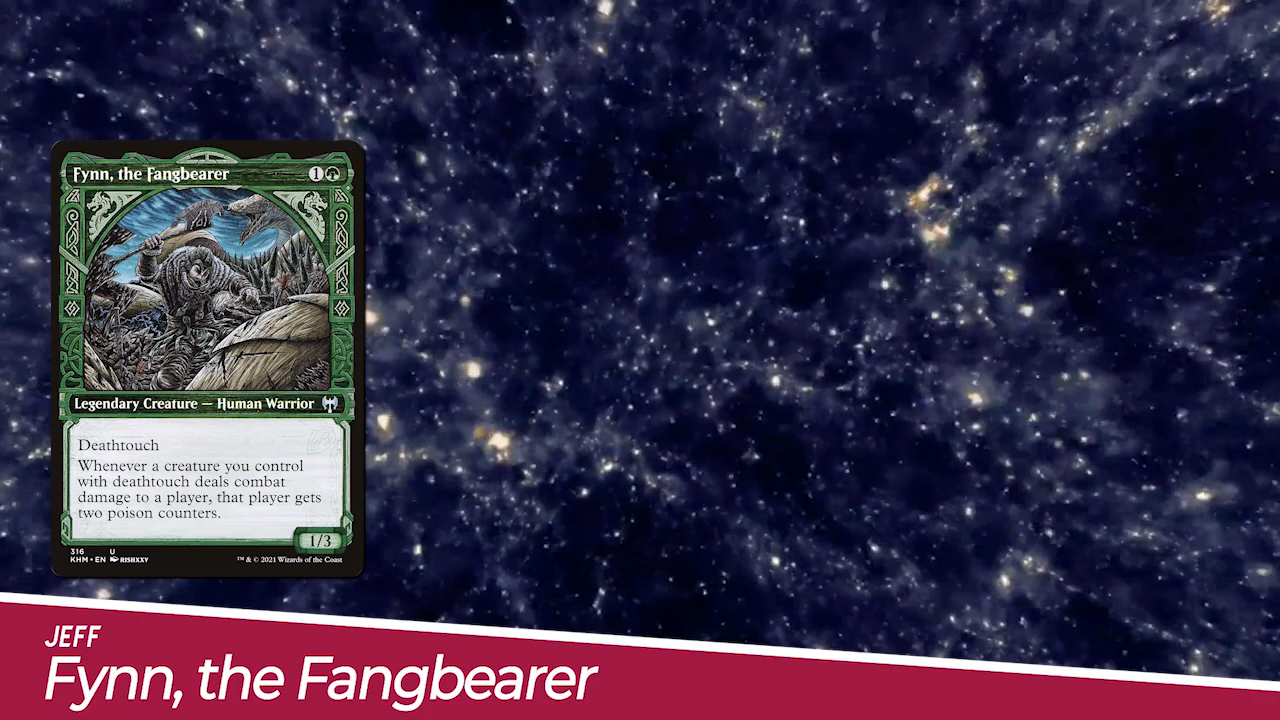 Fynn, the Fangbearer 1
Legendary Creature — Human Warrior
Deathtouch
Whenever a creature you control
with deathtouch deals combat
damage to a player, that player gets
two poison counters.
1/3
316 U
KHM • EN RISHXXV
™ & © 2021 Wizards of the Coast
JEFF
Fynn, the Fangbearer